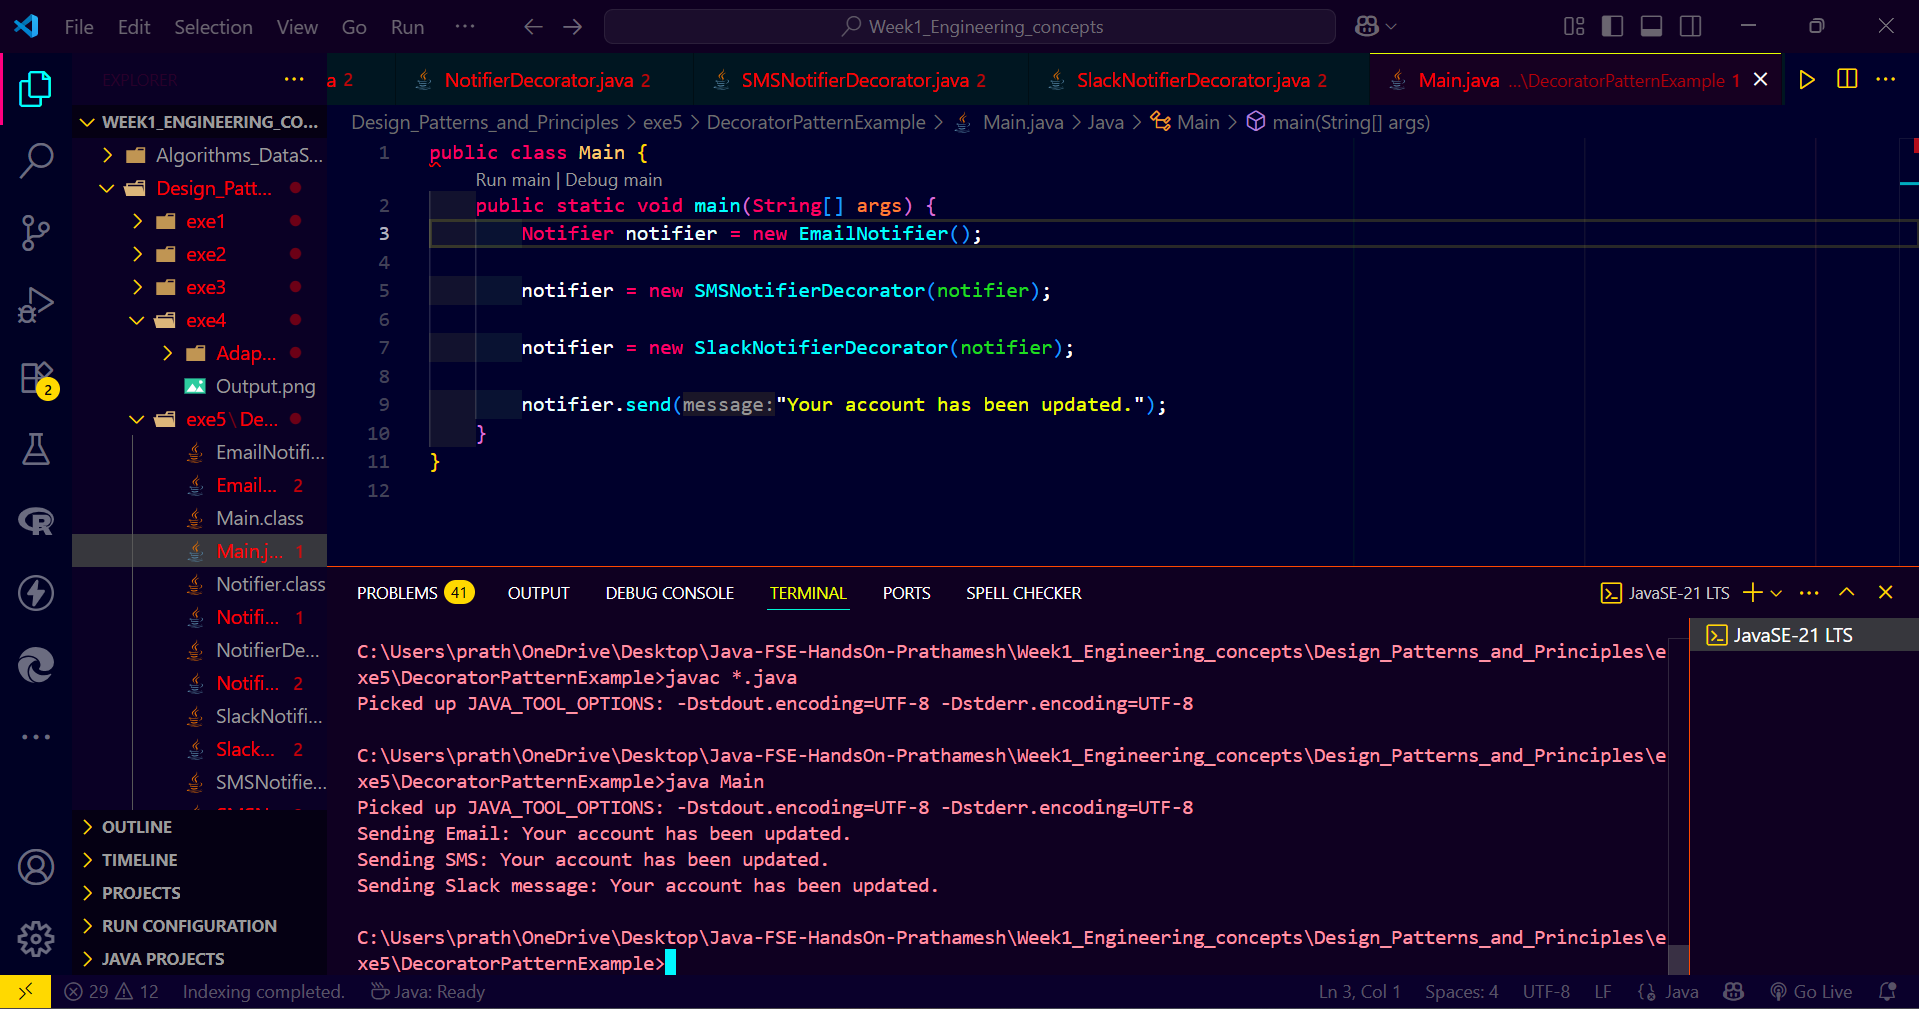 File Edit Selection View Go Run ··· Week1_Engineering_concepts
EXPLORER ···
a 2 NotifierDecorator.java 2 SMSNotifierDecorator.java 2 SlackNotifierDecorator.java 2 Main.java ...\DecoratorPatternExample 1
Design_Patterns_and_Principles > exe5 > DecoratorPatternExample > Main.java > Java > Main > main(String[] args)
WEEK1_ENGINEERING_CO...
Algorithms_DataS...
Design_Patt...
exe1
exe2
exe3
exe4
Adap...
Output.png
exe5\De...
EmailNotifi...
Email... 2
Main.class
Main.j... 1
Notifier.class
Notifi... 1
NotifierDe...
Notifi... 2
SlackNotifi...
Slack... 2
SMSNotifie...
OUTLINE
TIMELINE
PROJECTS
RUN CONFIGURATION
JAVA PROJECTS
2
1 public class Main {
Run main | Debug main
2 public static void main(String[] args) {
3 Notifier notifier = new EmailNotifier();
4
5 notifier = new SMSNotifierDecorator(notifier);
6
7 notifier = new SlackNotifierDecorator(notifier);
8
9 notifier.send(message:"Your account has been updated.");
10 }
11 }
12
PROBLEMS 41 OUTPUT DEBUG CONSOLE TERMINAL PORTS SPELL CHECKER JavaSE-21 LTS
JavaSE-21 LTS
C:\Users\prath\OneDrive\Desktop\Java-FSE-HandsOn-Prathamesh\Week1_Engineering_concepts\Design_Patterns_and_Principles\e
xe5\DecoratorPatternExample>javac *.java
Picked up JAVA_TOOL_OPTIONS: -Dstdout.encoding=UTF-8 -Dstderr.encoding=UTF-8
C:\Users\prath\OneDrive\Desktop\Java-FSE-HandsOn-Prathamesh\Week1_Engineering_concepts\Design_Patterns_and_Principles\e
xe5\DecoratorPatternExample>java Main
Picked up JAVA_TOOL_OPTIONS: -Dstdout.encoding=UTF-8 -Dstderr.encoding=UTF-8
Sending Email: Your account has been updated.
Sending SMS: Your account has been updated.
Sending Slack message: Your account has been updated.
C:\Users\prath\OneDrive\Desktop\Java-FSE-HandsOn-Prathamesh\Week1_Engineering_concepts\Design_Patterns_and_Principles\e
xe5\DecoratorPatternExample>
29 12 Indexing completed. Java: Ready Ln 3, Col 1 Spaces: 4 UTF-8 LF Java Go Live